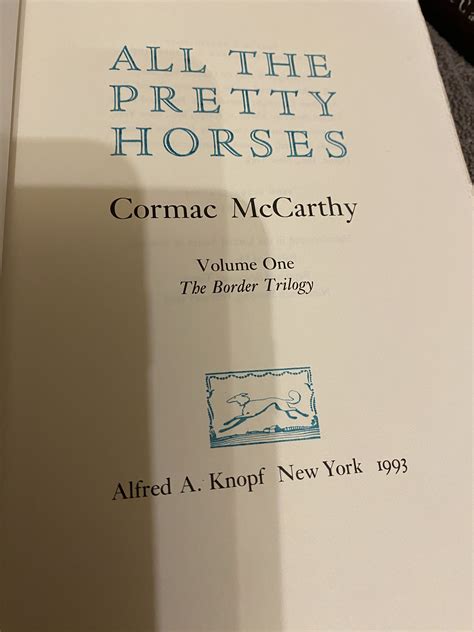 ALL THE
PRETTY
HORSES
Cormac McCarthy
Volume One
The Border Trilogy
Alfred A. Knopf New York 1993